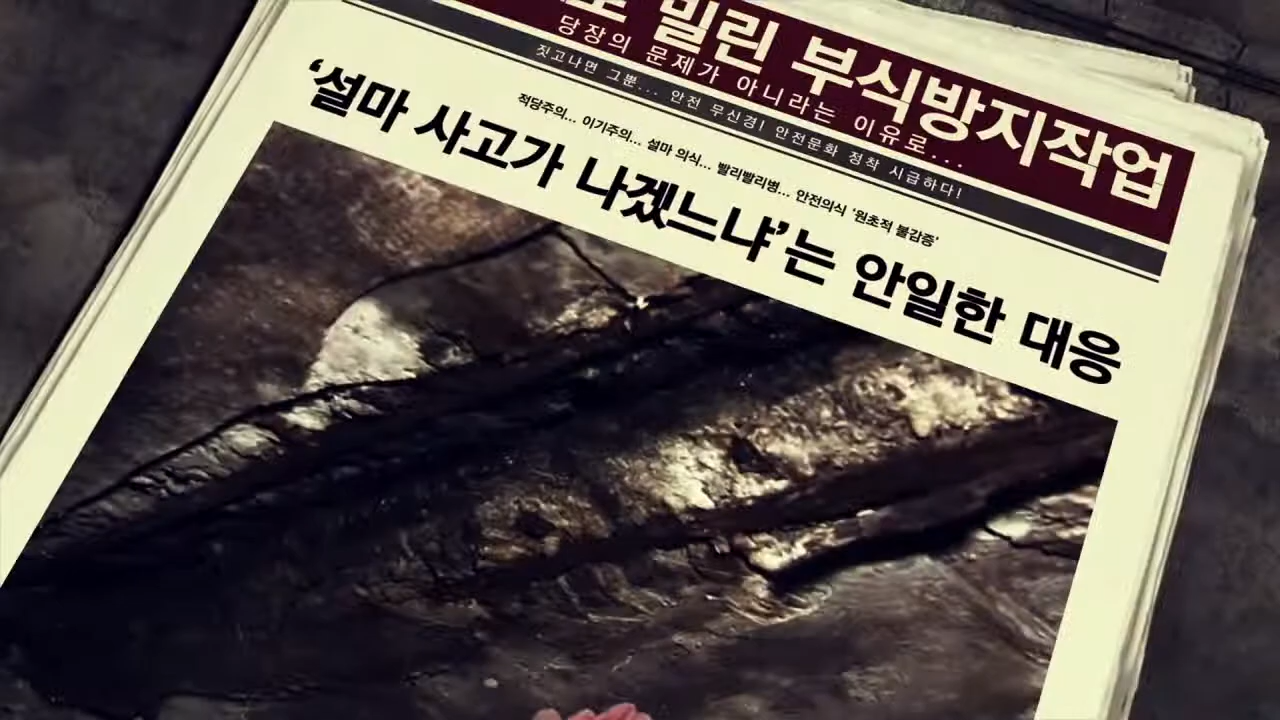 밀린 부식방지작업
당장의 문제가 아니라는 이유로...
짓고나면 그뿐... 안전 무신경! 안전문화 정착 시급하다!
적당주의... 이기주의... 설마 의식... 빨리빨리병... 안전의식 '원초적 불감증'
'설마 사고가 나겠느냐'는 안일한 대응